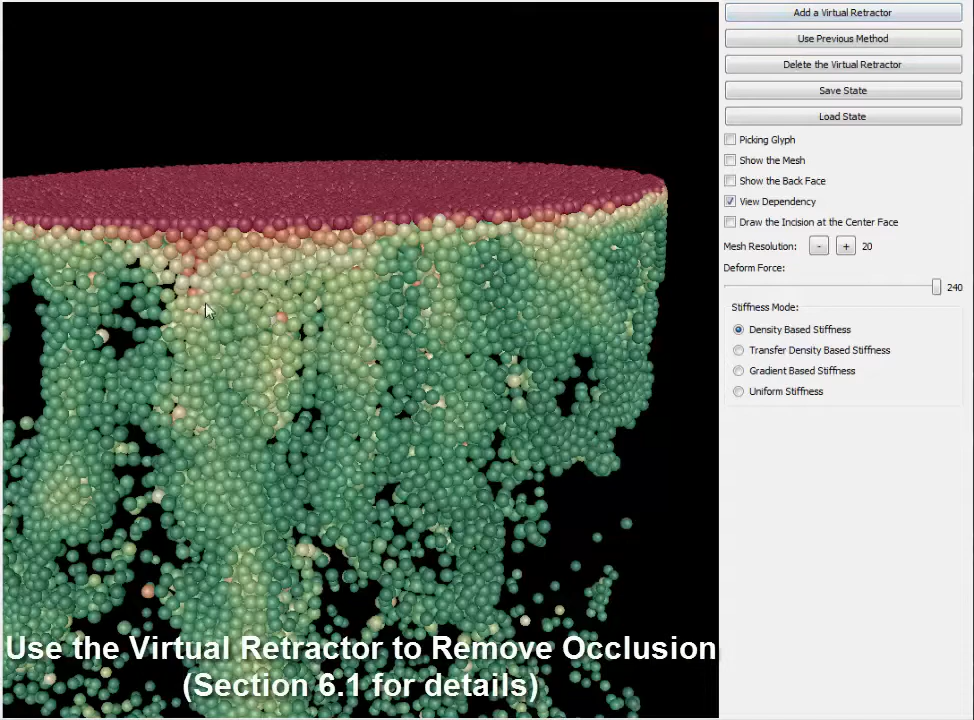 Add a Virtual Retractor
Use Previous Method
Delete the Virtual Retractor
Save State
Load State
Picking Glyph
Show the Mesh
Show the Back Face
View Dependency
Draw the Incision at the Center Face
Mesh Resolution: - + 20
Deform Force:
240
Stiffness Mode:
Density Based Stiffness
Transfer Density Based Stiffness
Gradient Based Stiffness
Uniform Stiffness
Use the Virtual Retractor to Remove Occlusion
(Section 6.1 for details)